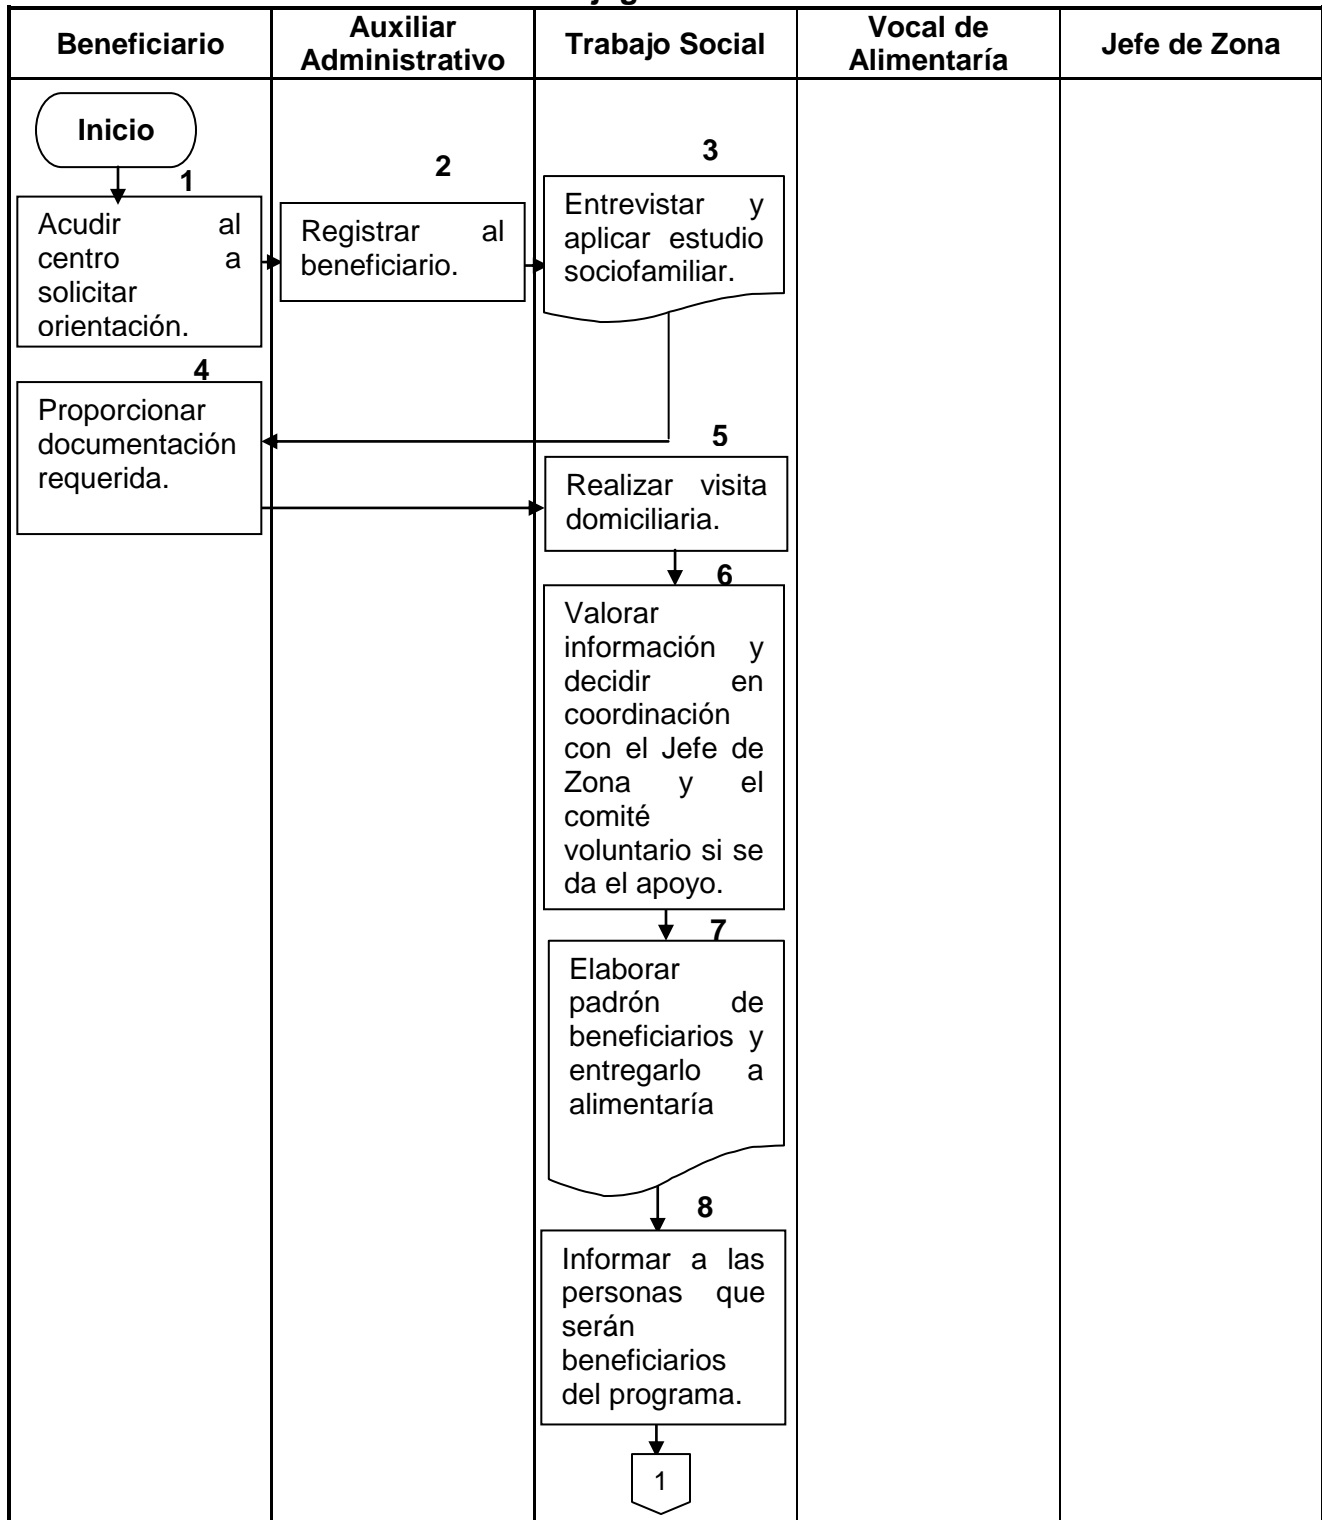 Beneficiario
Auxiliar
Administrativo
Trabajo Social
Vocal de
Alimentaría
Jefe de Zona
Inicio
1
Acudir al
centro a
solicitar
orientación.
2
Registrar al
beneficiario.
3
Entrevistar y
aplicar estudio
sociofamiliar.
4
Proporcionar
documentación
requerida.
5
Realizar visita
domiciliaria.
6
Valorar
información y
decidir en
coordinación
con el Jefe de
Zona y el
comité
voluntario si se
da el apoyo.
7
Elaborar
padrón de
beneficiarios y
entregarlo a
alimentaría
8
Informar a las
personas que
serán
beneficiarios
del programa.
1